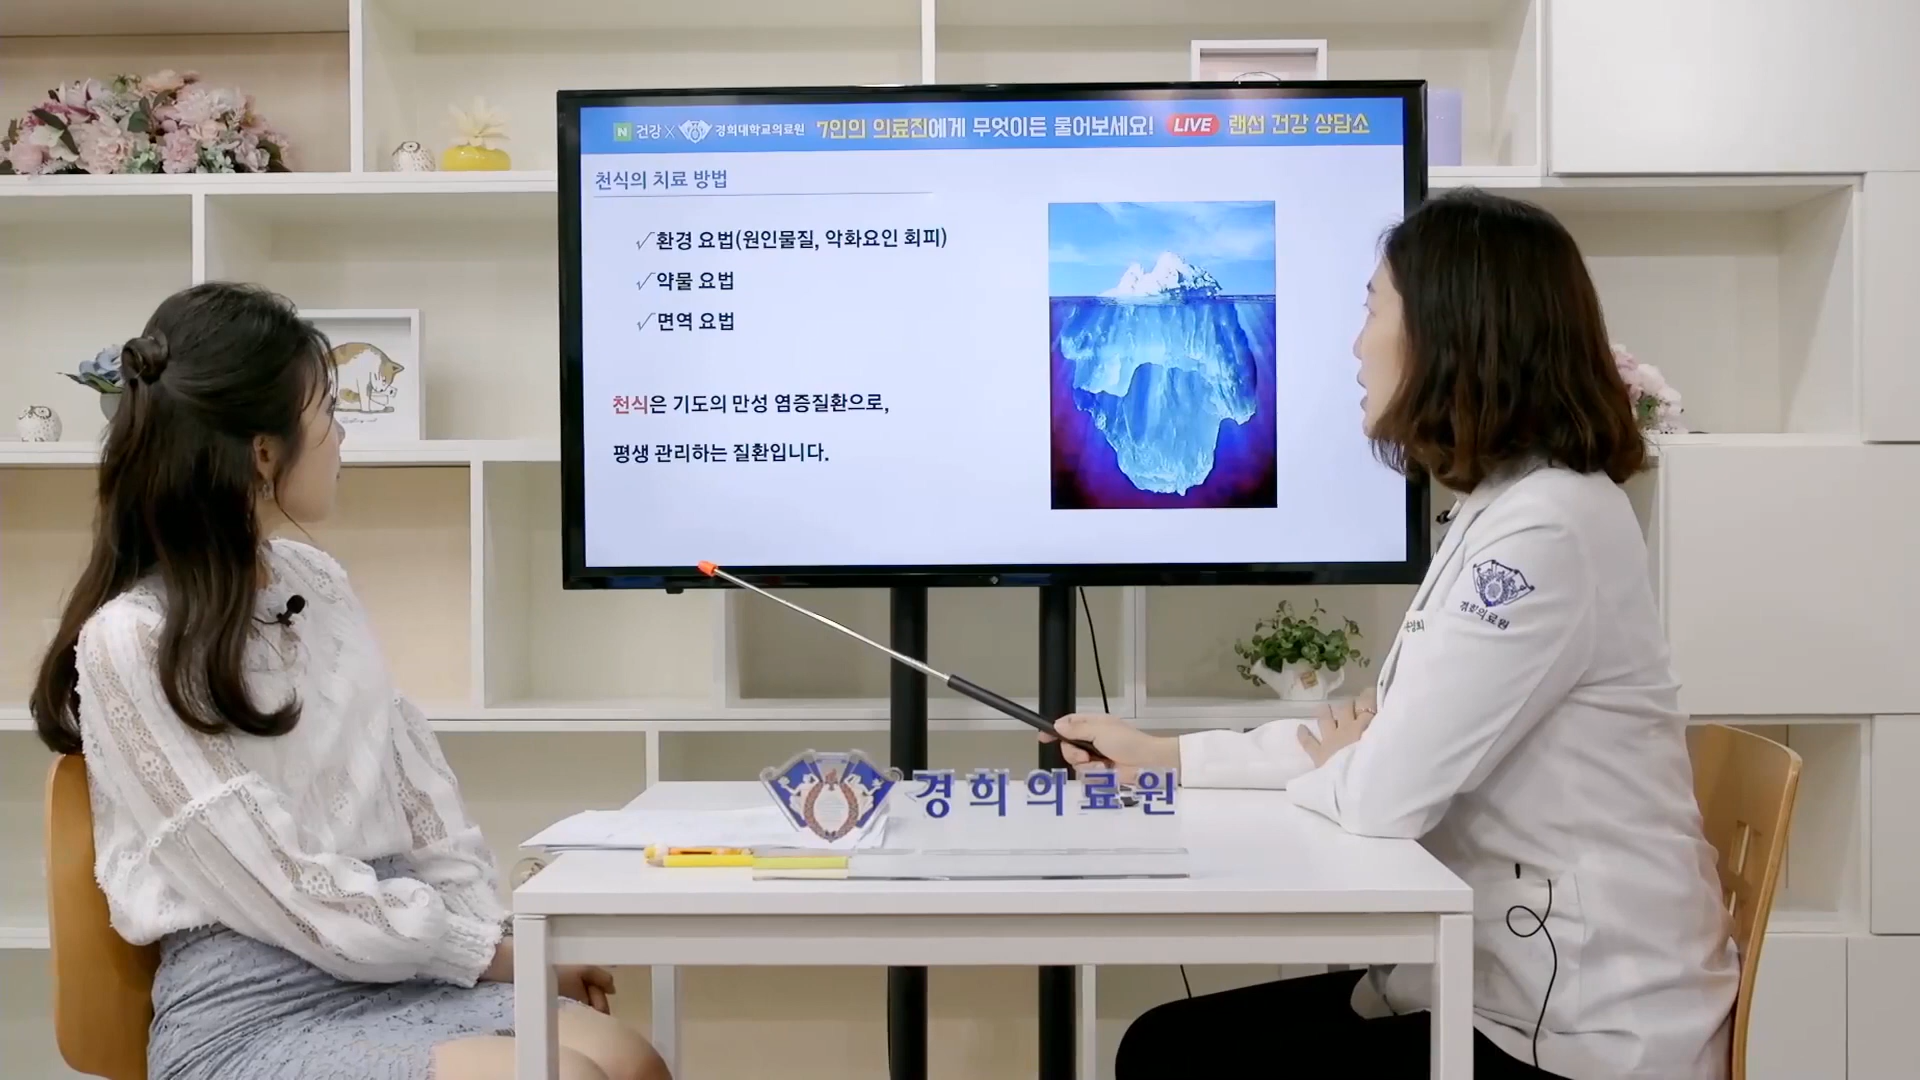 N 건강 X 경희대학교의료원 7인의 의료진에게 무엇이든 물어보세요! LIVE 랜선 건강 상담소
천식의 치료 방법
✓환경 요법(원인물질, 악화요인 회피)
✓약물 요법
✓면역 요법
천식은 기도의 만성 염증질환으로,
평생 관리하는 질환입니다.
경희의료원
경희의료원